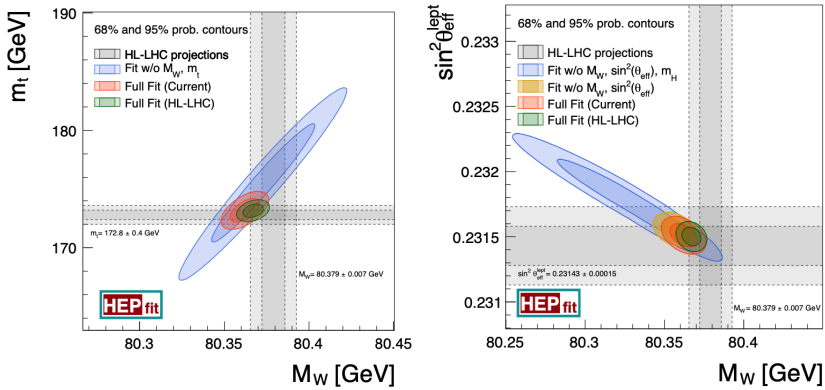 m_t [GeV]
190
180
170
68% and 95% prob. contours
HL-LHC projections
Fit w/o M_W, m_t
Full Fit (Current)
Full Fit (HL-LHC)
m_t= 172.8 ± 0.4 GeV
M_W= 80.379 ± 0.007 GeV
HEP fit
80.3
80.35
80.4
80.45
M_W [GeV]
sin²θ_eff^lept
0.233
0.2325
0.232
0.2315
0.231
68% and 95% prob. contours
HL-LHC projections
Fit w/o M_W, sin²(θ_eff), m_H
Fit w/o M_W, sin²(θ_eff)
Full Fit (Current)
Full Fit (HL-LHC)
sin² θ_eff^lept = 0.23143 ± 0.00015
M_W= 80.379 ± 0.007 GeV
HEP fit
80.25
80.3
80.35
80.4
M_W [GeV]